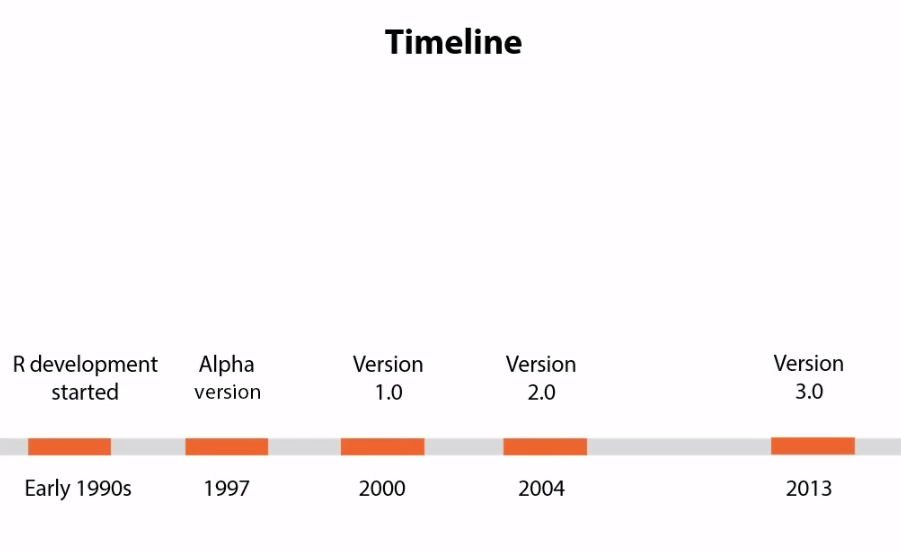 Timeline
R development
started
Alpha
version
Version
1.0
Version
2.0
Version
3.0
Early 1990s
1997
2000
2004
2013